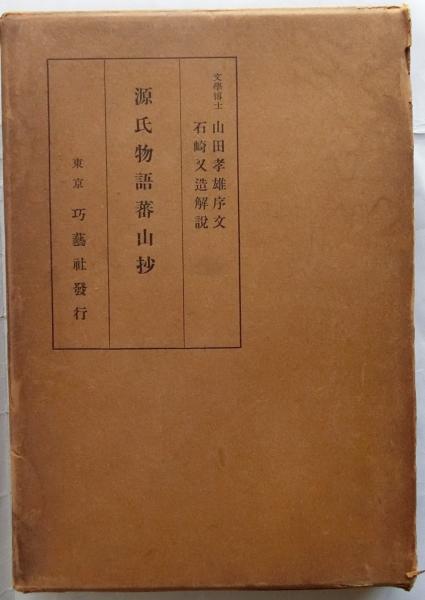 文學博士 山田孝雄序文
石崎又造解説
源氏物語蕃山抄
東京 巧藝社發行